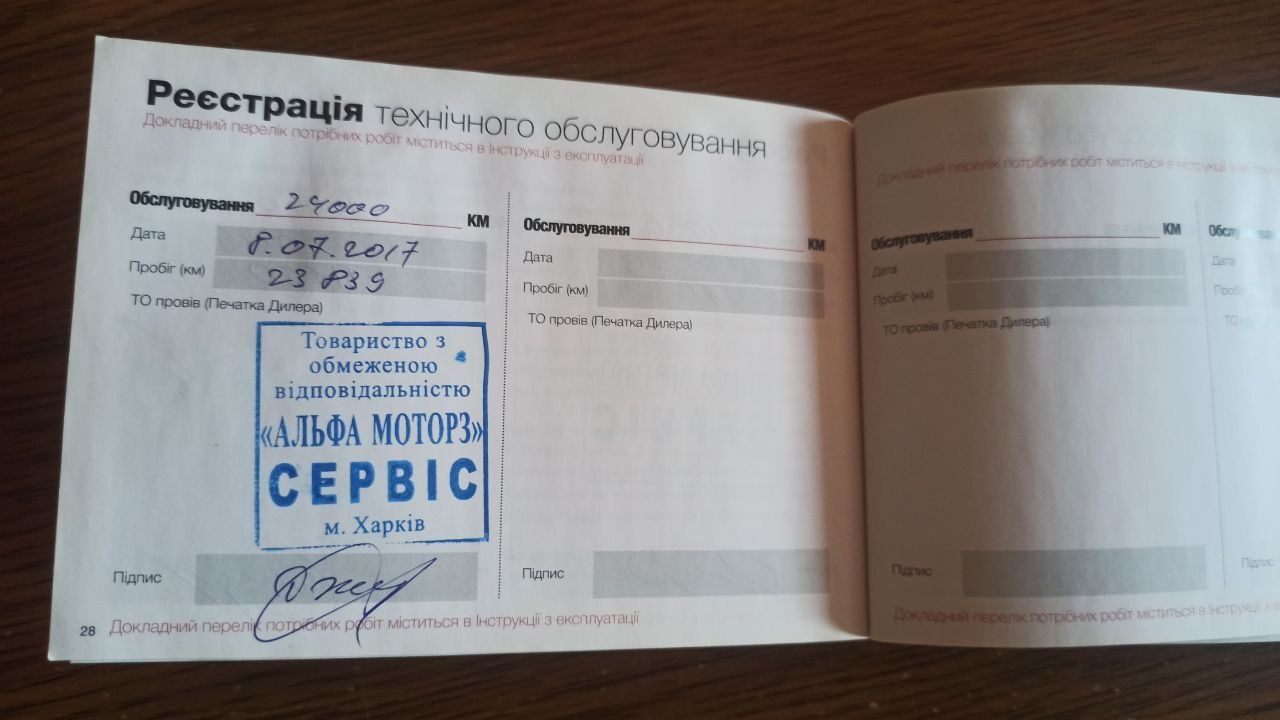 Реєстрація технічного обслуговування
Докладний перелік потрібних робіт міститься в Інструкції з експлуатації
Обслуговування 24000 КМ
Дата 8.07.2017
Пробіг (км) 23 839
ТО провів (Печатка Дилера)
Товариство з
обмеженою
відповідальністю
«АЛЬФА МОТОРЗ»
СЕРВІС
м. Харків
Підпис
28 Докладний перелік потрібних робіт міститься в Інструкції з експлуатації
Обслуговування КМ
Дата
Пробіг (км)
ТО провів (Печатка Дилера)
Підпис
Докладний перелік потрібних робіт міститься в Інструкції з
Обслуговування КМ
Дата
Пробіг (км)
ТО провів (Печатка Дилера)
Підпис
Докладний перелік потрібних робіт міститься в Інструкції з
Дата
ТО
Підпис